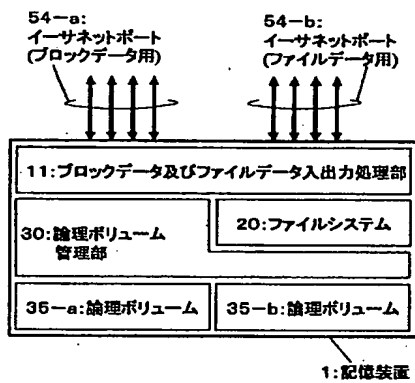 54-a:
イーサネットポート
(ブロックデータ用)
54-b:
イーサネットポート
(ファイルデータ用)
11:ブロックデータ及びファイルデータ入出力処理部
30:論理ボリューム
管理部
20:ファイルシステム
35-a:論理ボリューム
35-b:論理ボリューム
1:記憶装置